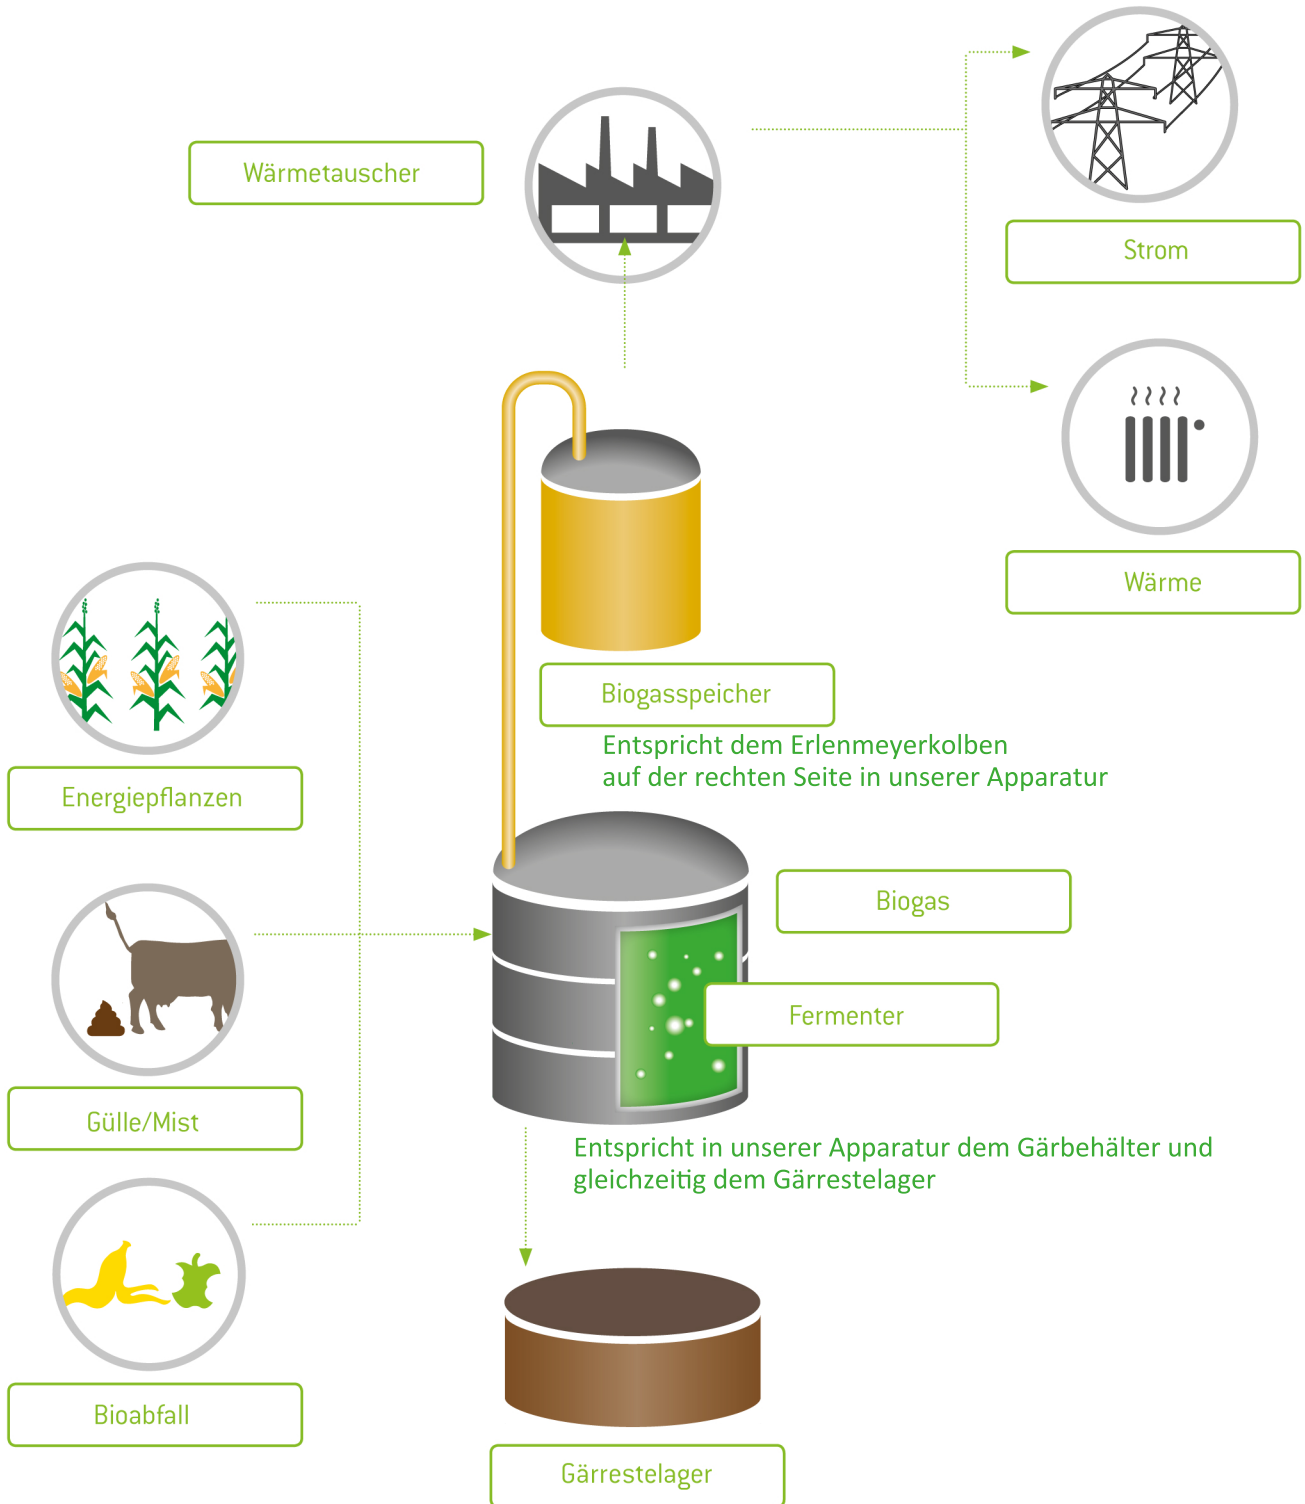 Wärmetauscher
Strom
Wärme
Biogasspeicher
Entspricht dem Erlenmeyerkolben
auf der rechten Seite in unserer Apparatur
Energiepflanzen
Biogas
Fermenter
Gülle/Mist
Entspricht in unserer Apparatur dem Gärbehälter und
gleichzeitig dem Gärrestelager
Bioabfall
Gärrestelager